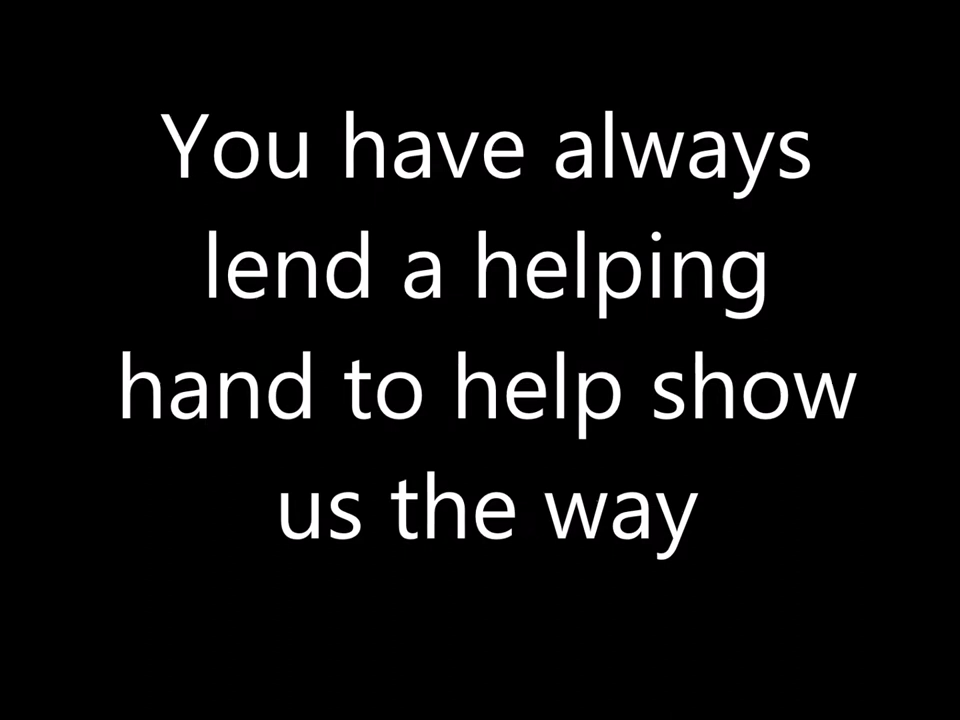 You have always
lend a helping
hand to help show
us the way